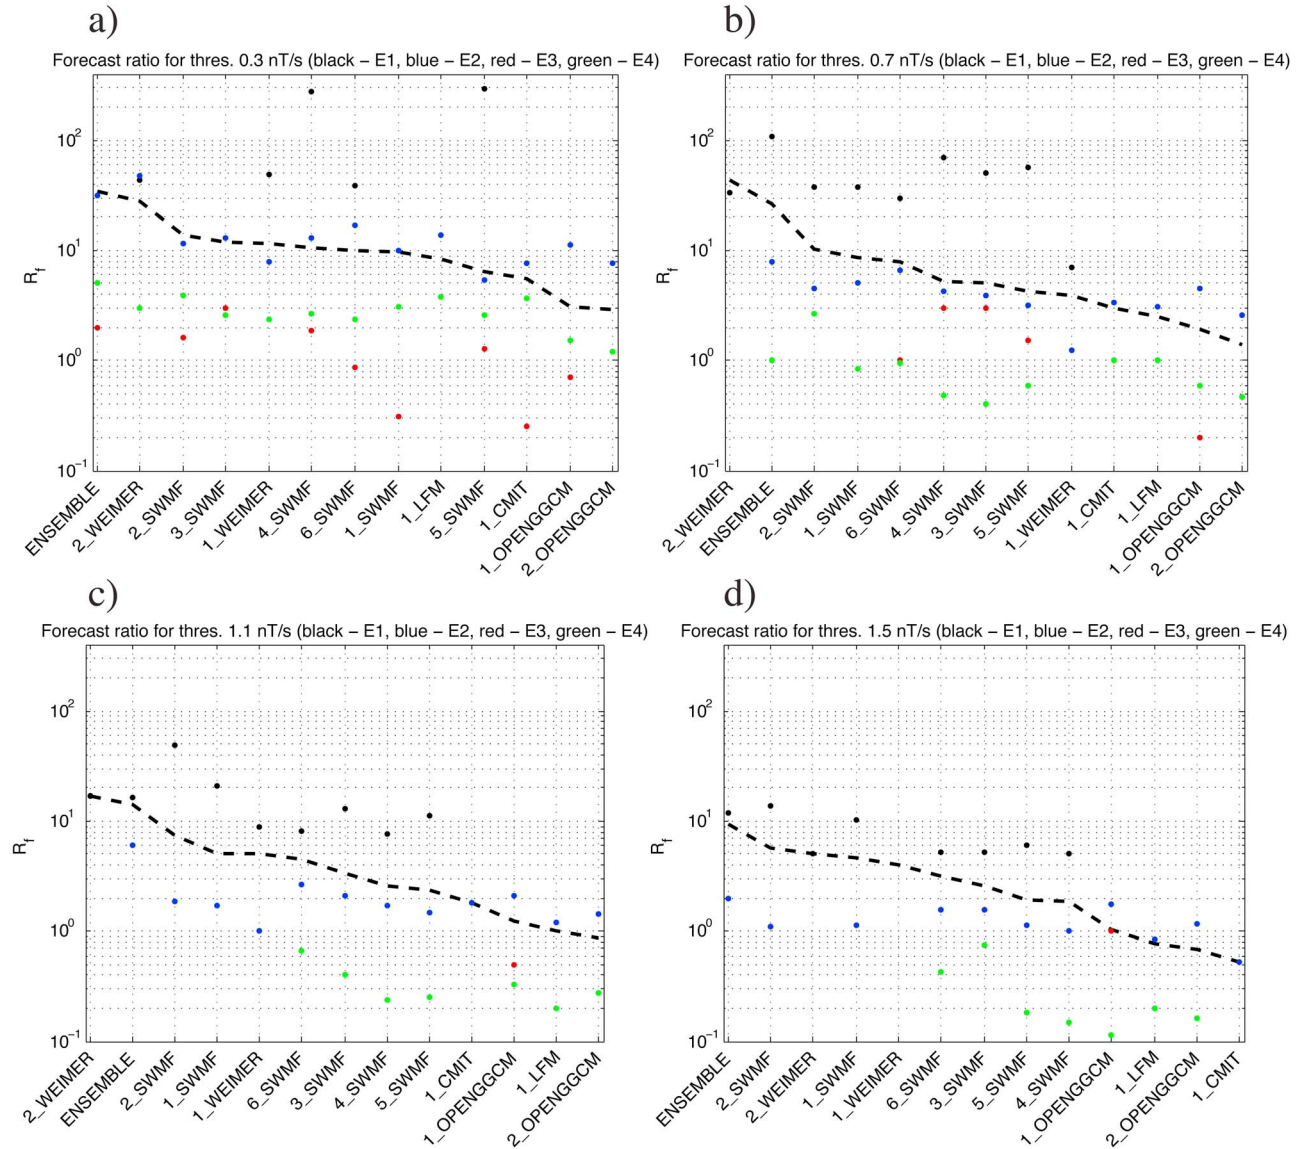 a)
Forecast ratio for thres. 0.3 nT/s (black − E1, blue − E2, red − E3, green − E4)
10^2
10^1
10^0
10^-1
R_f
ENSEMBLE
2_WEIMER
2_SWMF
3_SWMF
1_WEIMER
4_SWMF
6_SWMF
1_SWMF
1_LFM
5_SWMF
1_CMIT
1_OPENGGCM
2_OPENGGCM
b)
Forecast ratio for thres. 0.7 nT/s (black − E1, blue − E2, red − E3, green − E4)
10^2
10^1
10^0
10^-1
R_f
2_WEIMER
ENSEMBLE
2_SWMF
1_SWMF
6_SWMF
4_SWMF
3_SWMF
5_SWMF
1_WEIMER
1_CMIT
1_LFM
1_OPENGGCM
2_OPENGGCM
c)
Forecast ratio for thres. 1.1 nT/s (black − E1, blue − E2, red − E3, green − E4)
10^2
10^1
10^0
10^-1
R_f
2_WEIMER
ENSEMBLE
2_SWMF
1_SWMF
1_WEIMER
6_SWMF
3_SWMF
4_SWMF
5_SWMF
1_CMIT
1_OPENGGCM
1_LFM
2_OPENGGCM
d)
Forecast ratio for thres. 1.5 nT/s (black − E1, blue − E2, red − E3, green − E4)
10^2
10^1
10^0
10^-1
R_f
ENSEMBLE
2_SWMF
2_WEIMER
1_SWMF
1_WEIMER
6_SWMF
3_SWMF
5_SWMF
4_SWMF
1_OPENGGCM
1_LFM
2_OPENGGCM
1_CMIT